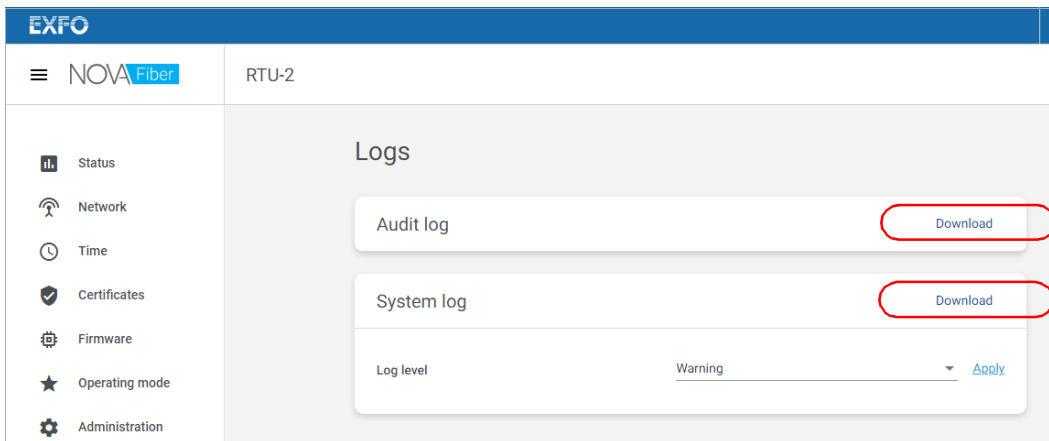 EXFO
NOVA Fiber
RTU-2
Status
Network
Time
Certificates
Firmware
Operating mode
Administration
Logs
Audit log
Download
System log
Download
Log level
Warning
Apply